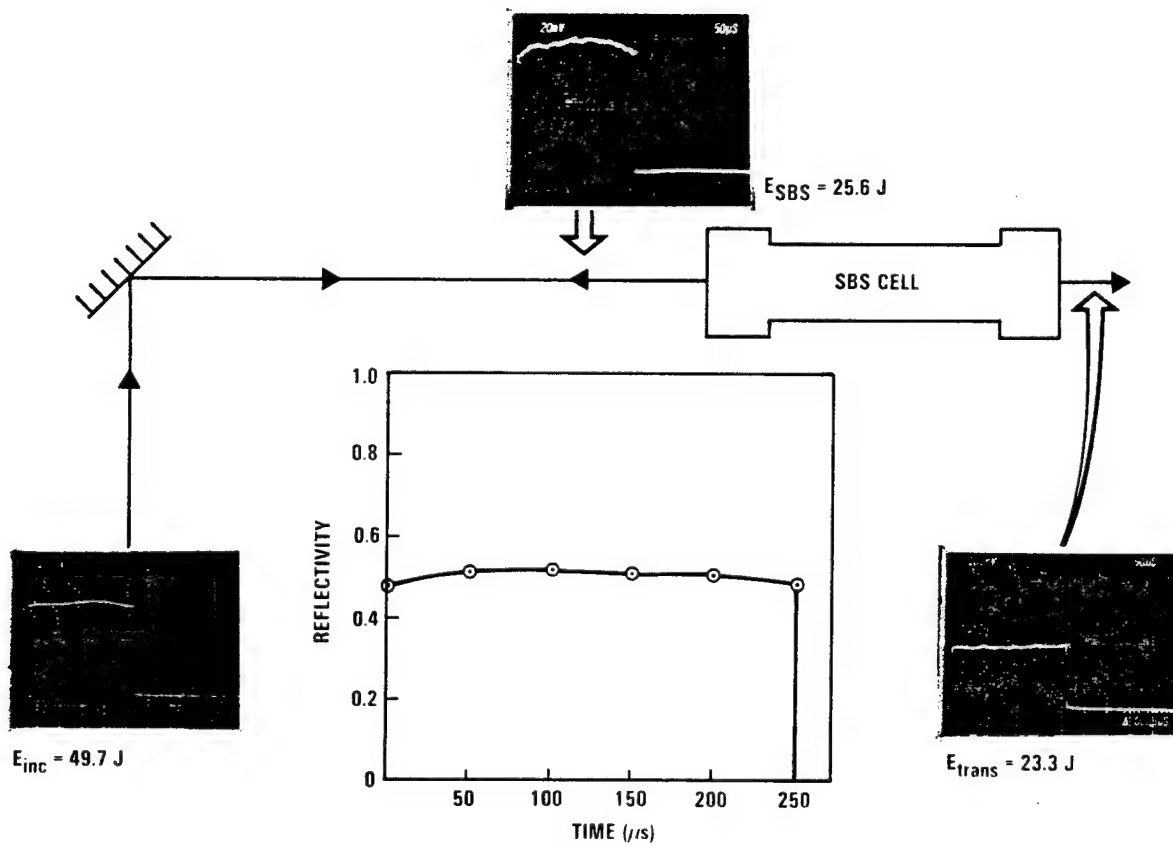 20mV 50µS
E_SBS = 25.6 J
SBS CELL
1.0
0.8
0.6
0.4
0.2
0
REFLECTIVITY
50 100 150 200 250
TIME (µs)
E_inc = 49.7 J
E_trans = 23.3 J